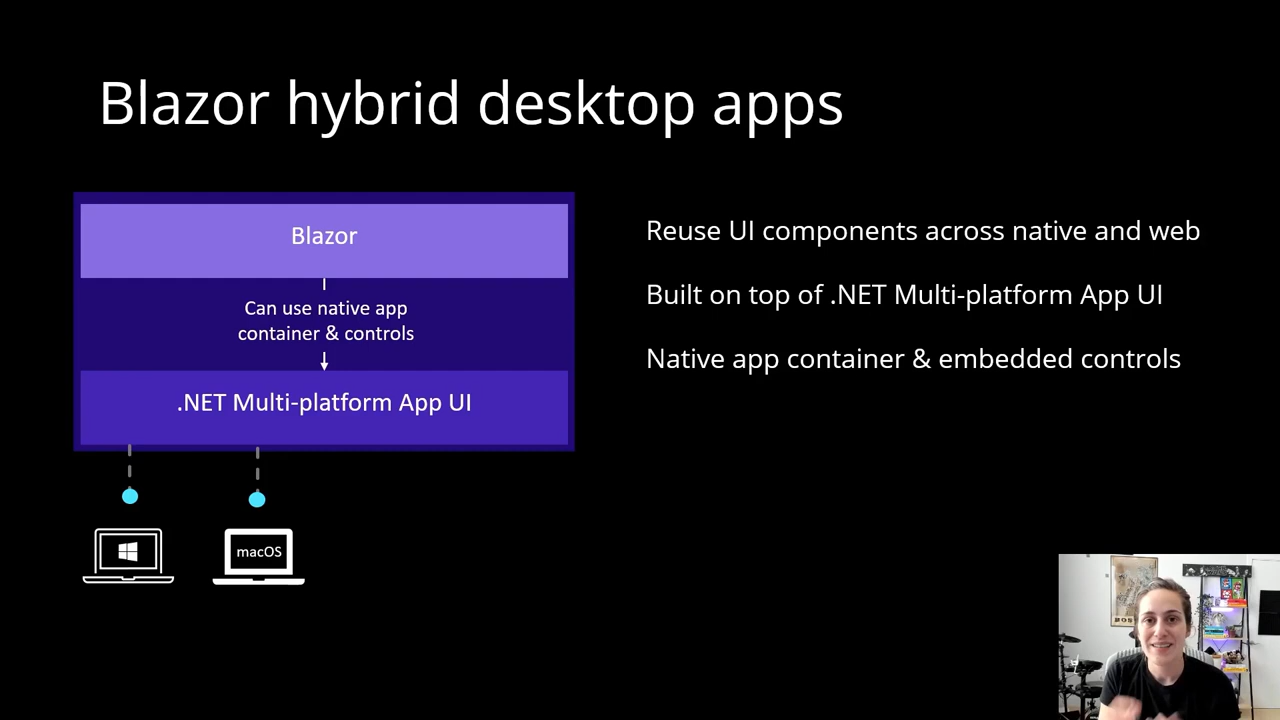 Blazor hybrid desktop apps
Blazor
Can use native app
container & controls
.NET Multi-platform App UI
macOS
Reuse UI components across native and web
Built on top of .NET Multi-platform App UI
Native app container & embedded controls